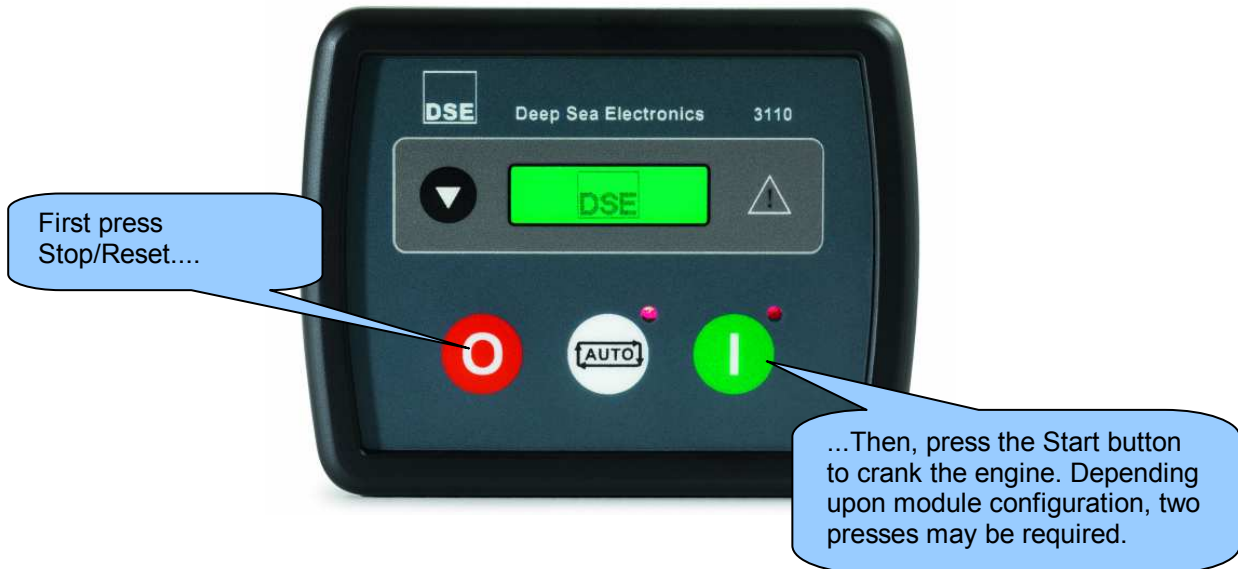 DSE Deep Sea Electronics 3110
DSE
!
First press
Stop/Reset....
O AUTO I
...Then, press the Start button
to crank the engine. Depending
upon module configuration, two
presses may be required.